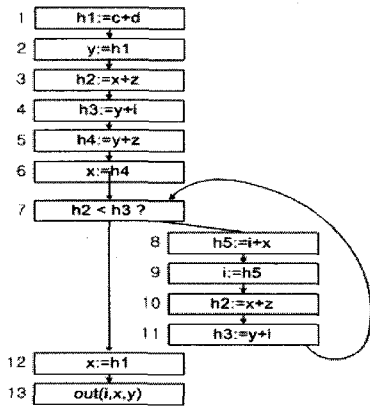 1 h1:=c+d
2 y:=h1
3 h2:=x+z
4 h3:=y+i
5 h4:=y+z
6 x:=h4
7 h2 < h3 ?
8 h5:=i+x
9 i:=h5
10 h2:=x+z
11 h3:=y+i
12 x:=h1
13 out(i,x,y)